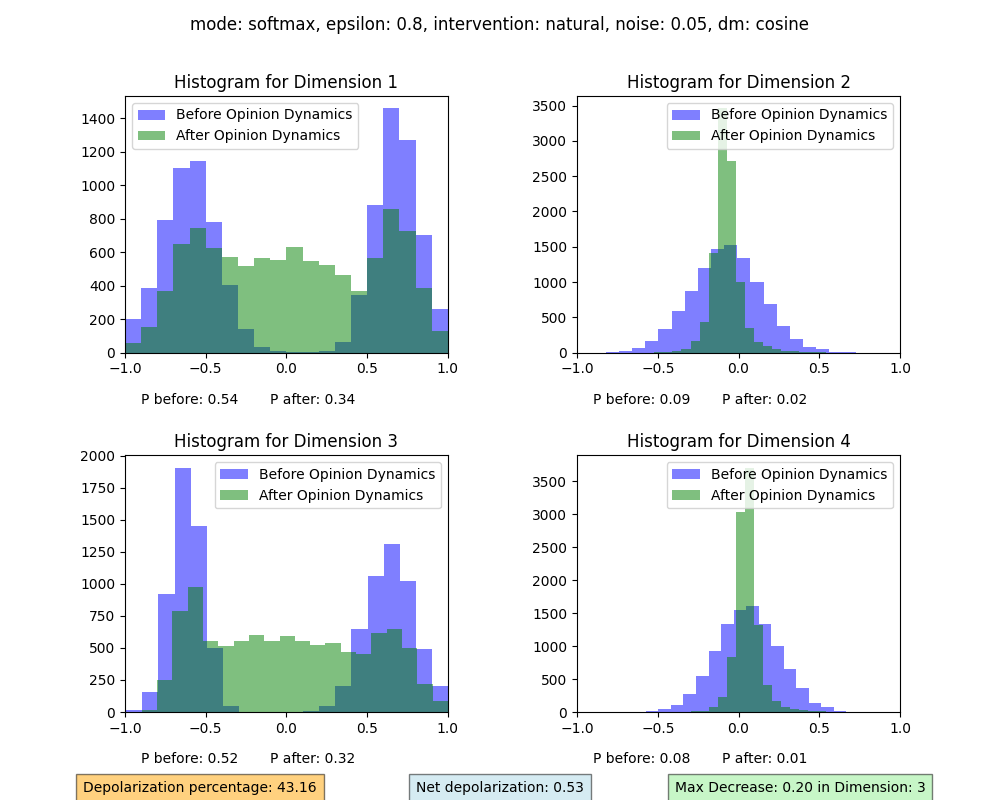 mode: softmax, epsilon: 0.8, intervention: natural, noise: 0.05, dm: cosine
Histogram for Dimension 1
Before Opinion Dynamics
After Opinion Dynamics
1400
1200
1000
800
600
400
200
0
−1.0 −0.5 0.0 0.5 1.0
P before: 0.54 P after: 0.34
Histogram for Dimension 2
Before Opinion Dynamics
After Opinion Dynamics
3500
3000
2500
2000
1500
1000
500
0
−1.0 −0.5 0.0 0.5 1.0
P before: 0.09 P after: 0.02
Histogram for Dimension 3
Before Opinion Dynamics
After Opinion Dynamics
2000
1750
1500
1250
1000
750
500
250
0
−1.0 −0.5 0.0 0.5 1.0
P before: 0.52 P after: 0.32
Histogram for Dimension 4
Before Opinion Dynamics
After Opinion Dynamics
3500
3000
2500
2000
1500
1000
500
0
−1.0 −0.5 0.0 0.5 1.0
P before: 0.08 P after: 0.01
Depolarization percentage: 43.16
Net depolarization: 0.53
Max Decrease: 0.20 in Dimension: 3